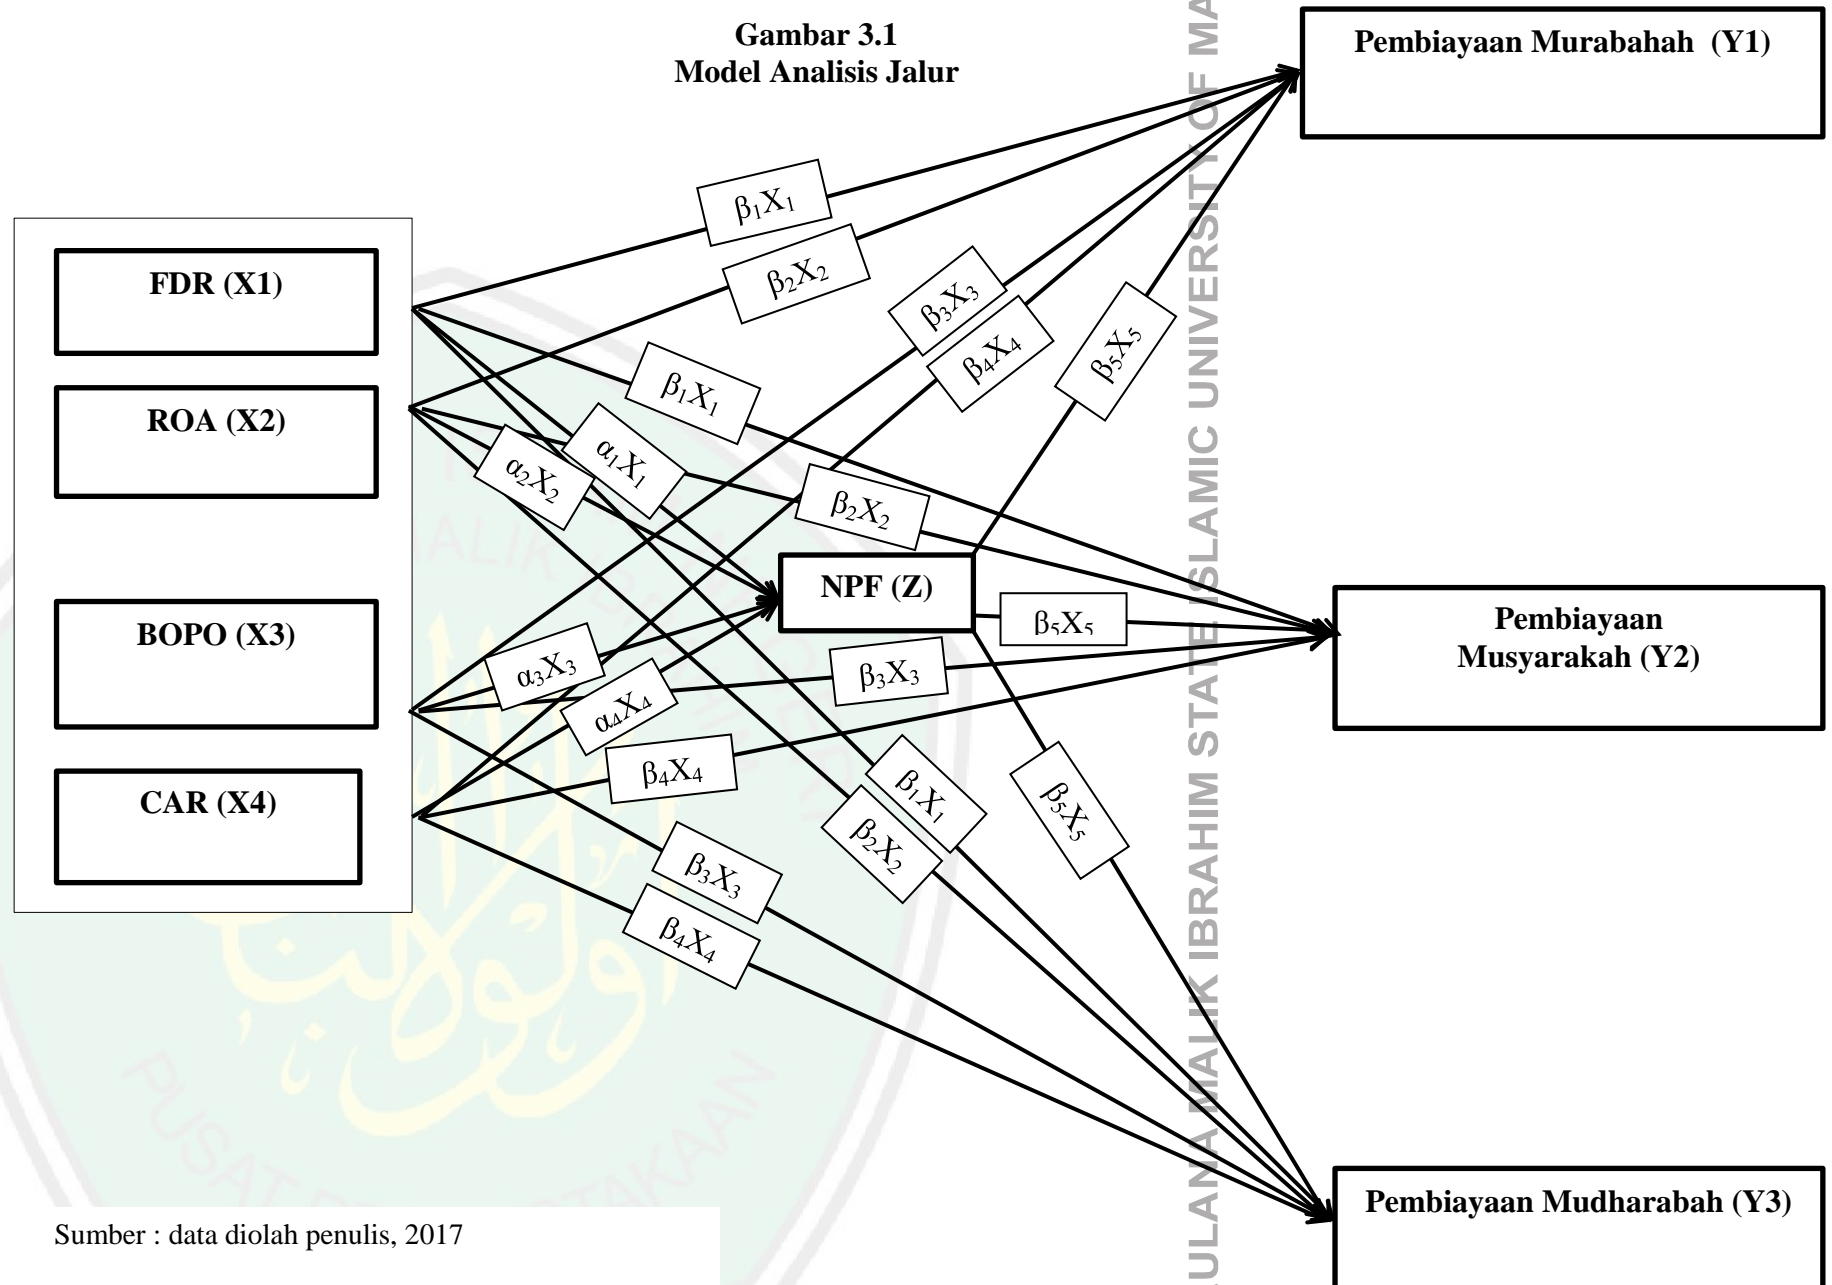 Gambar 3.1
Model Analisis Jalur
Pembiayaan Murabahah (Y1)
β₁X₁
β₂X₂
FDR (X1)
β₃X₃
β₄X₄
β₅X₅
β₁X₁
ROA (X2)
α₁X₁
α₂X₂
β₂X₂
NPF (Z)
β₅X₅
Pembiayaan
Musyarakah (Y2)
BOPO (X3)
α₃X₃
β₃X₃
α₄X₄
β₄X₄
CAR (X4)
β₁X₁
β₂X₂
β₅X₅
β₃X₃
β₄X₄
Pembiayaan Mudharabah (Y3)
Sumber : data diolah penulis, 2017
ULANA MALIK IBRAHIM STATE ISLAMIC UNIVERSITY OF MA
PUSAT